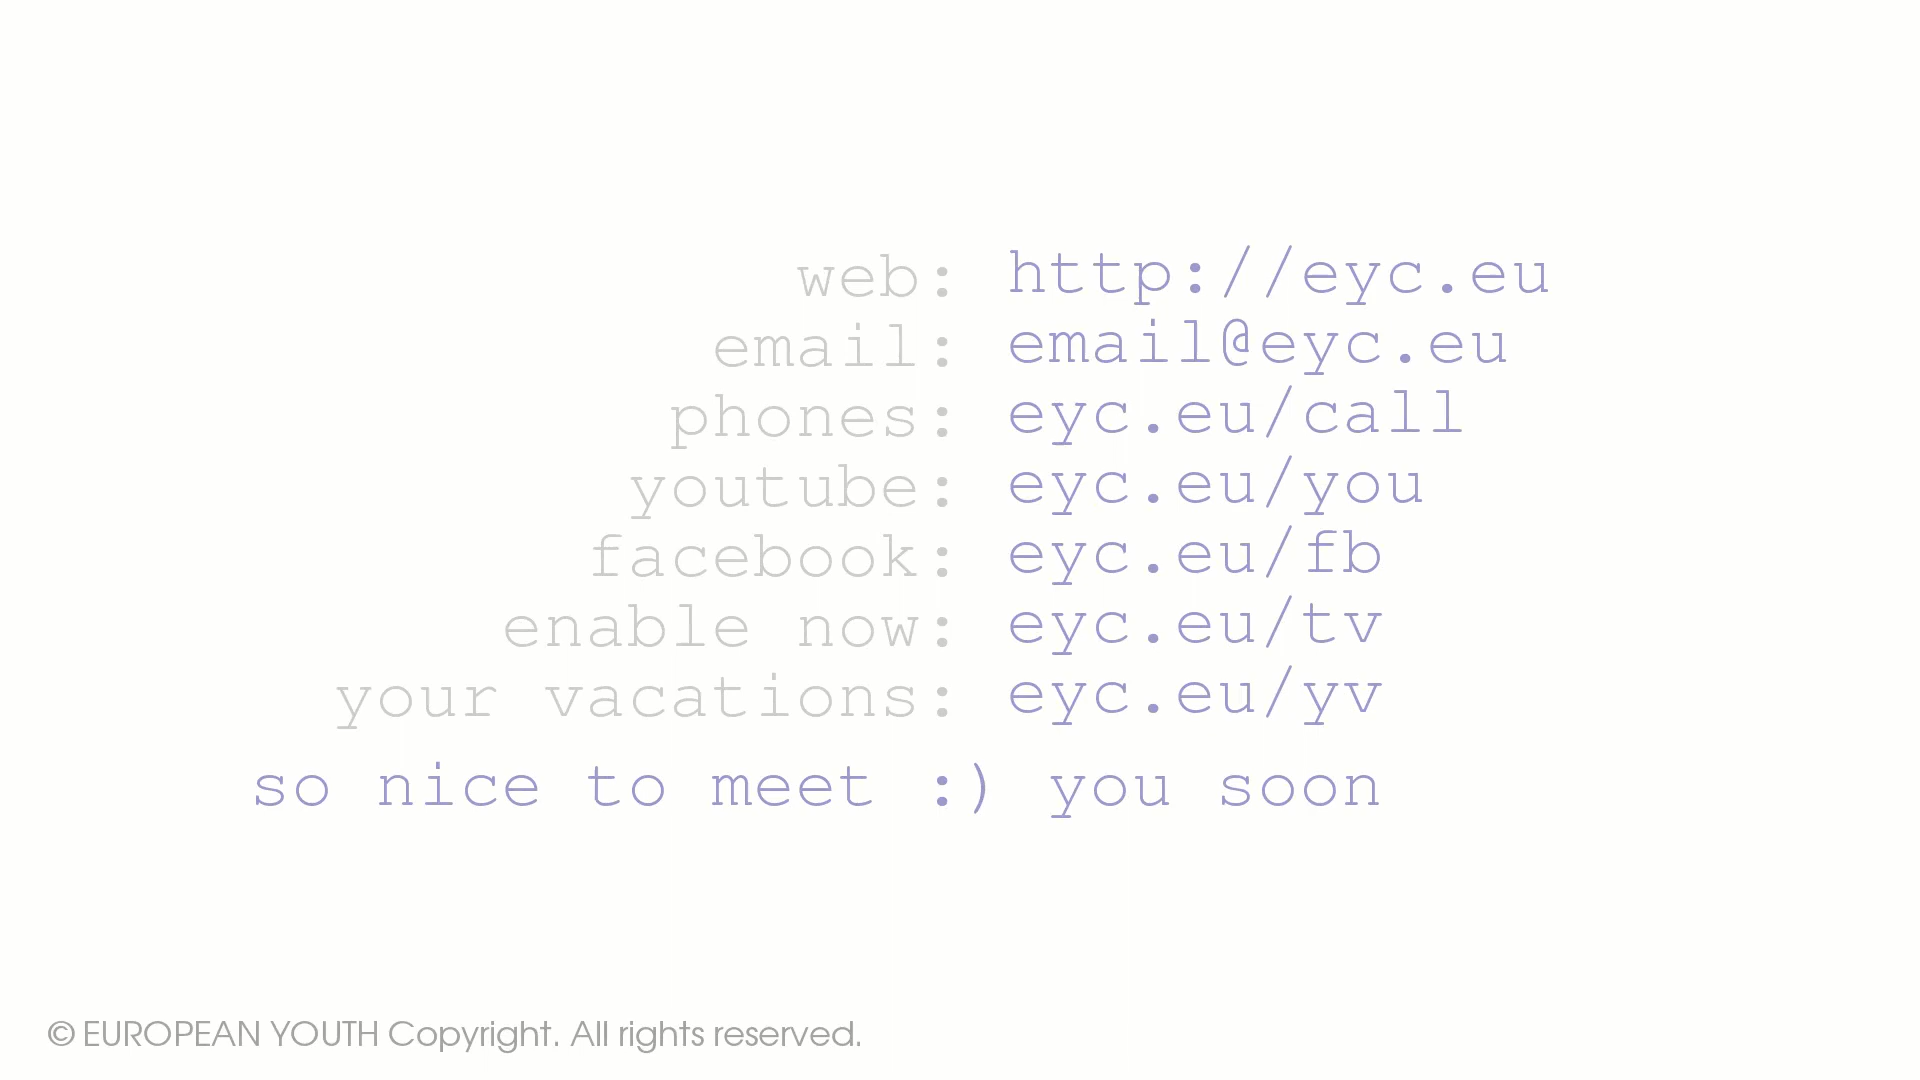 web: http://eyc.eu
email: email@eyc.eu
phones: eyc.eu/call
youtube: eyc.eu/you
facebook: eyc.eu/fb
enable now: eyc.eu/tv
your vacations: eyc.eu/yv
so nice to meet :) you soon
© EUROPEAN YOUTH Copyright. All rights reserved.